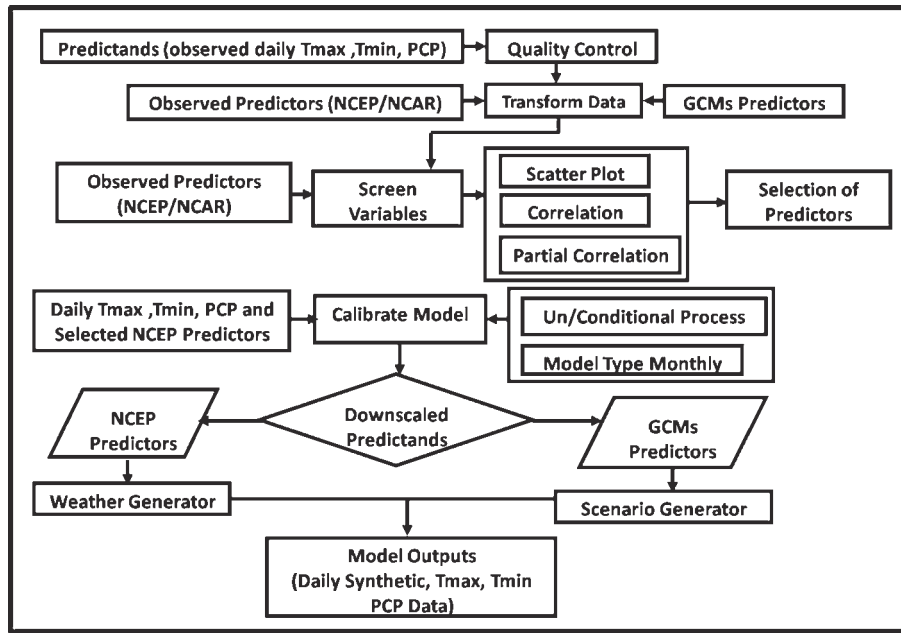 Predictands (observed daily Tmax ,Tmin, PCP)
Quality Control
Observed Predictors (NCEP/NCAR)
Transform Data
GCMs Predictors
Observed Predictors
(NCEP/NCAR)
Screen
Variables
Scatter Plot
Correlation
Partial Correlation
Selection of
Predictors
Daily Tmax ,Tmin, PCP and
Selected NCEP Predictors
Calibrate Model
Un/Conditional Process
Model Type Monthly
NCEP
Predictors
Downscaled
Predictands
GCMs
Predictors
Weather Generator
Scenario Generator
Model Outputs
(Daily Synthetic, Tmax, Tmin
PCP Data)